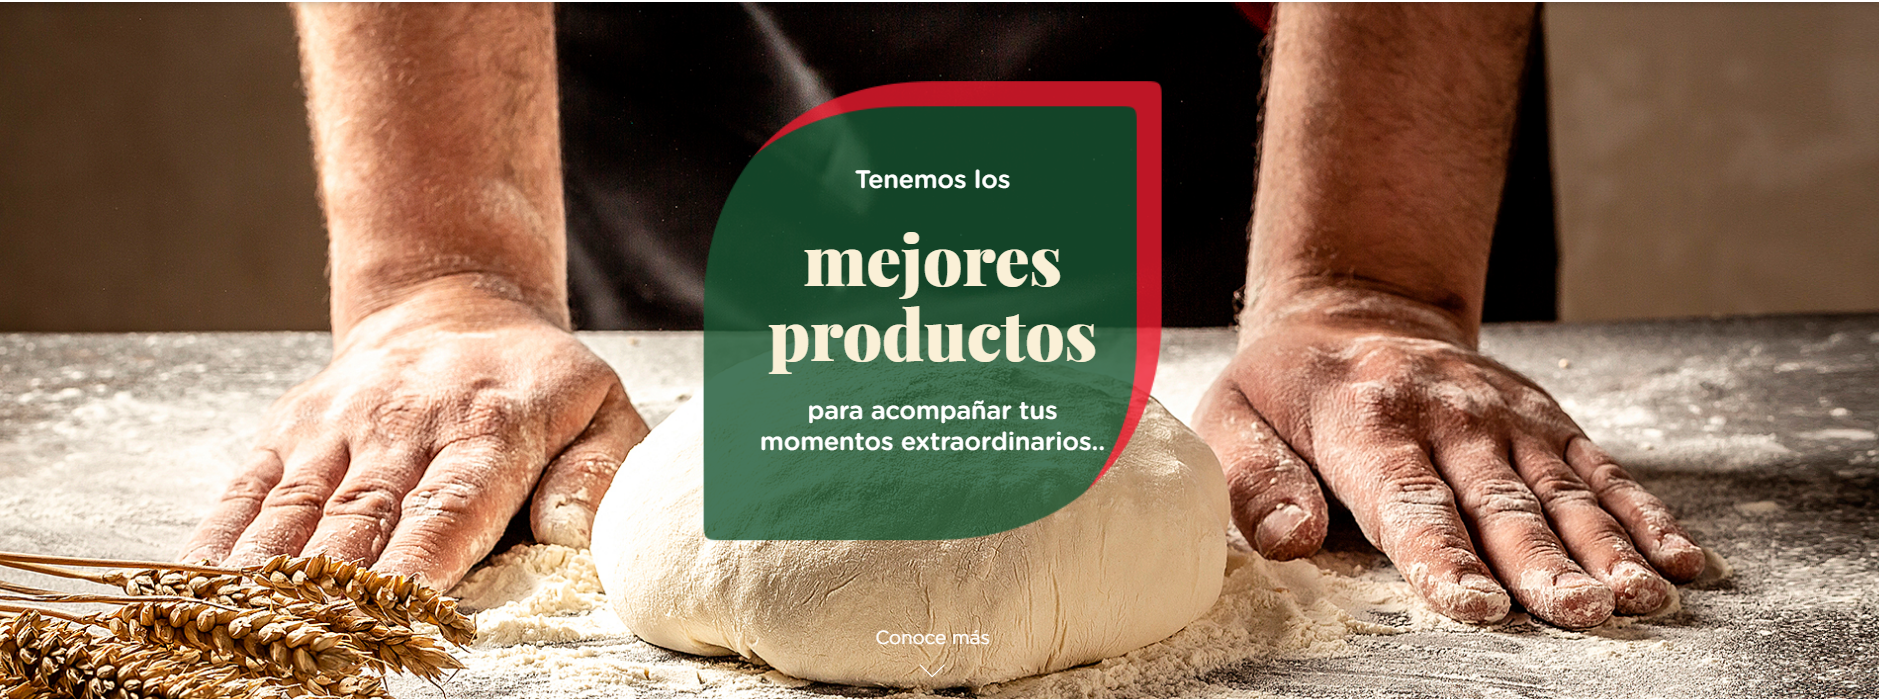 Tenemos los
mejores
productos
para acompañar tus
momentos extraordinarios..
Conoce más